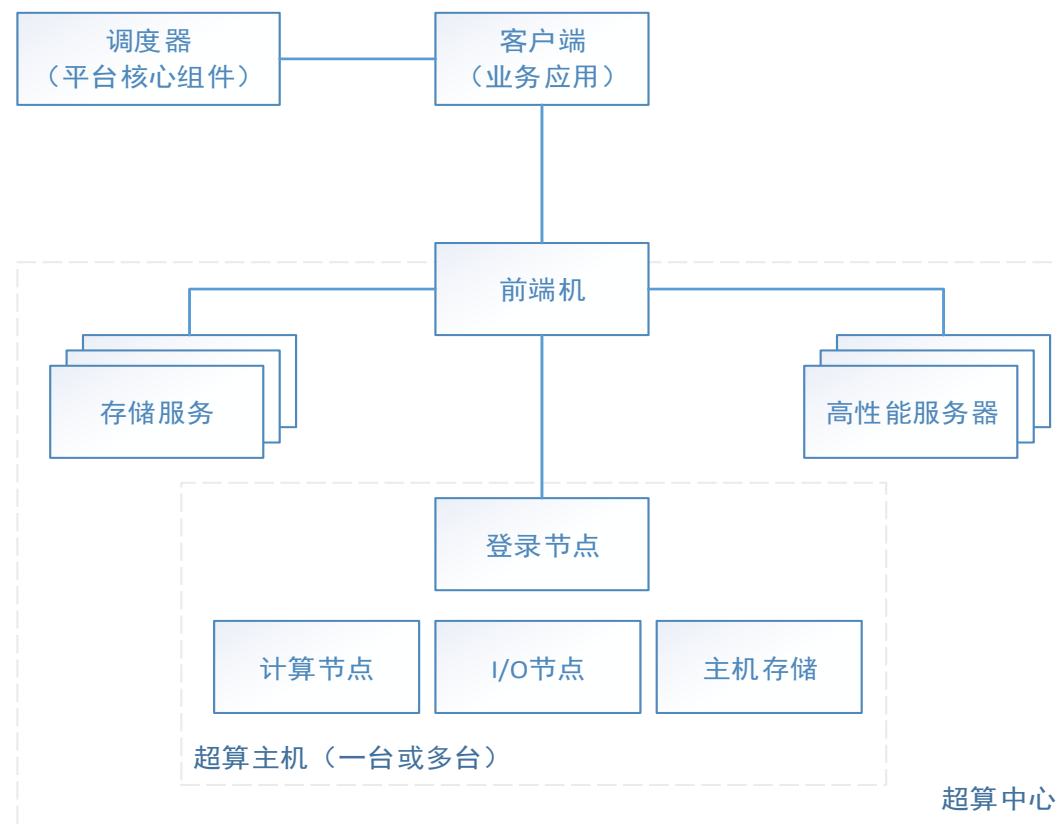 调度器
（平台核心组件）
客户端
（业务应用）
前端机
存储服务
高性能服务器
登录节点
计算节点
I/O节点
主机存储
超算主机（一台或多台）
超算中心